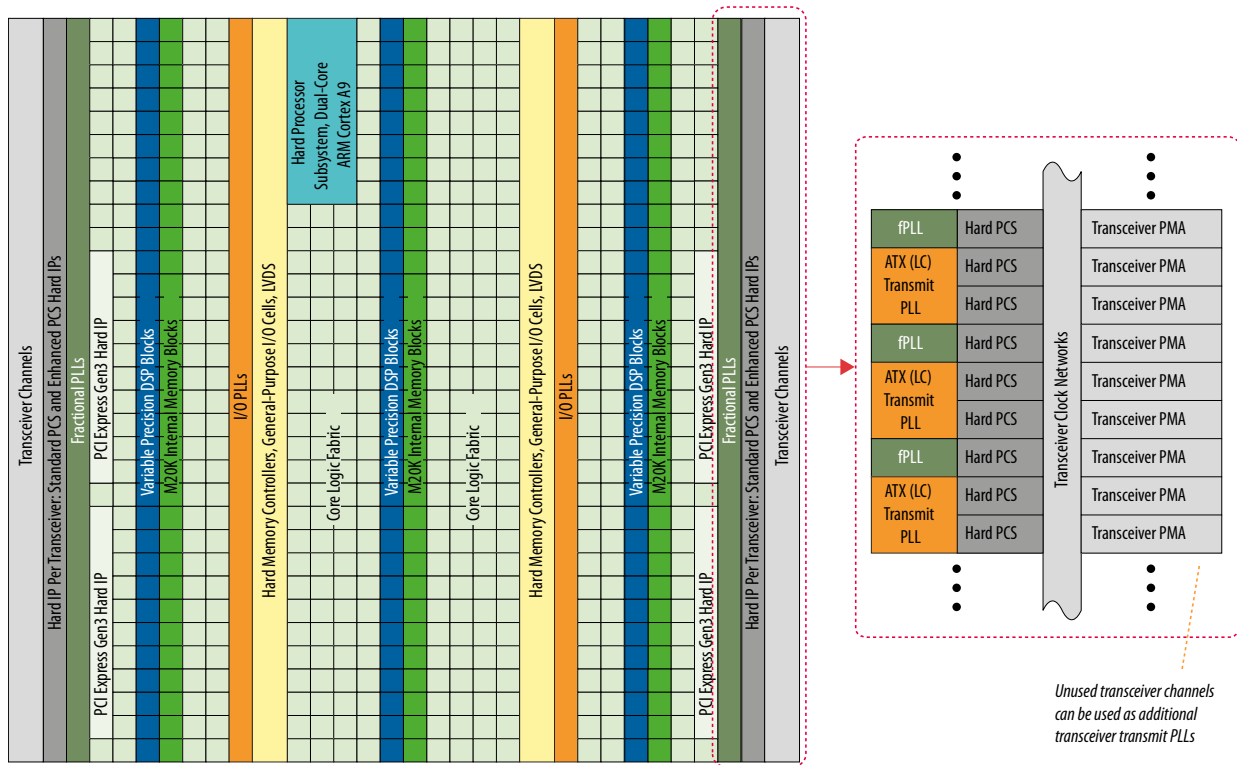 Transceiver Channels
Hard IP Per Transceiver: Standard PCS and Enhanced PCS Hard IPs
Fractional PLLs
PCI Express Gen3 Hard IP
PCI Express Gen3 Hard IP
Variable Precision DSP Blocks
M20K Internal Memory Blocks
I/O PLLs
Hard Memory Controllers, General-Purpose I/O Cells, LVDS
Hard Processor
Subsystem, Dual-Core
ARM Cortex A9
Core Logic Fabric
Variable Precision DSP Blocks
M20K Internal Memory Blocks
Core Logic Fabric
Hard Memory Controllers, General-Purpose I/O Cells, LVDS
I/O PLLs
Variable Precision DSP Blocks
M20K Internal Memory Blocks
PCI Express Gen3 Hard IP
PCI Express Gen3 Hard IP
Fractional PLLs
Hard IP Per Transceiver: Standard PCS and Enhanced PCS Hard IPs
Transceiver Channels
fPLL
ATX (LC)
Transmit
PLL
fPLL
ATX (LC)
Transmit
PLL
fPLL
ATX (LC)
Transmit
PLL
Hard PCS
Hard PCS
Hard PCS
Hard PCS
Hard PCS
Hard PCS
Hard PCS
Hard PCS
Hard PCS
Transceiver Clock Networks
Transceiver PMA
Transceiver PMA
Transceiver PMA
Transceiver PMA
Transceiver PMA
Transceiver PMA
Transceiver PMA
Transceiver PMA
Transceiver PMA
Unused transceiver channels
can be used as additional
transceiver transmit PLLs